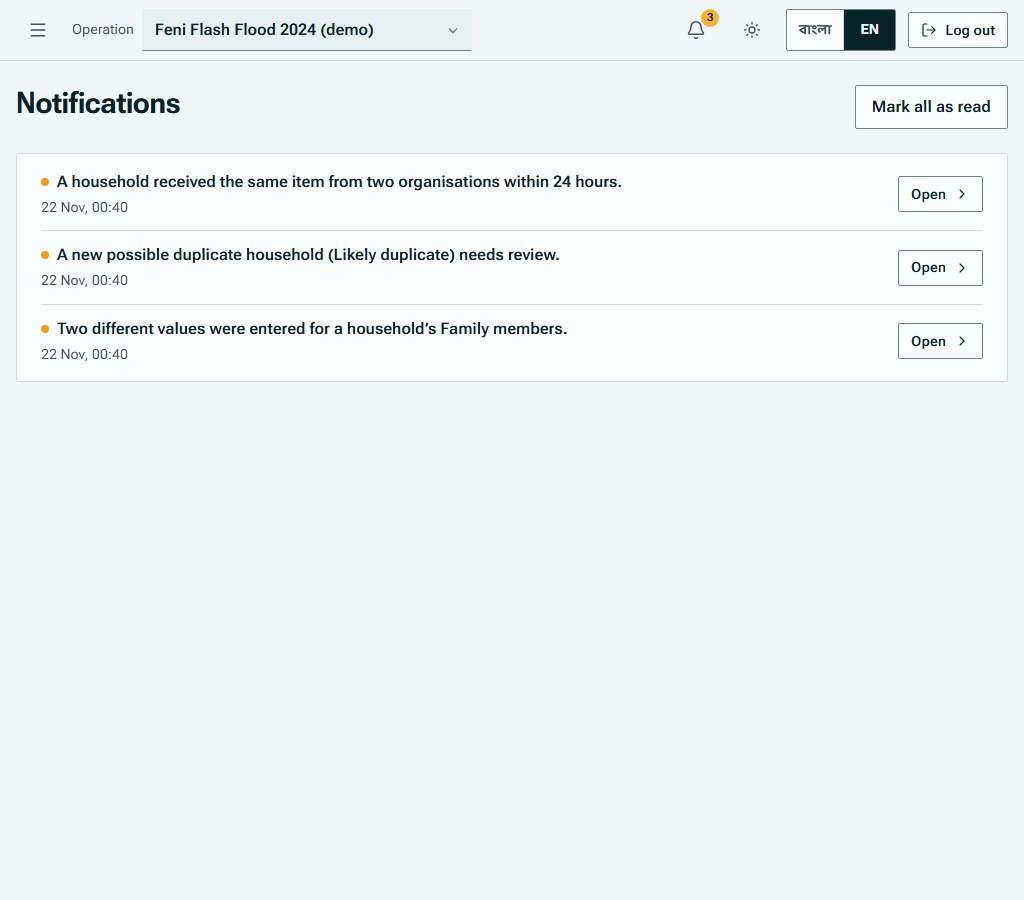 Operation
Feni Flash Flood 2024 (demo)
3
বাংলা
EN
Log out
Notifications
Mark all as read
A household received the same item from two organisations within 24 hours.
22 Nov, 00:40
Open
A new possible duplicate household (Likely duplicate) needs review.
22 Nov, 00:40
Open
Two different values were entered for a household’s Family members.
22 Nov, 00:40
Open